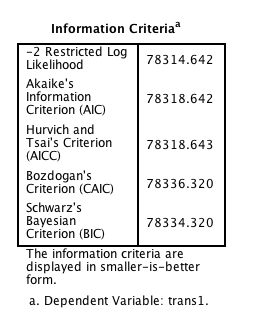 Information Criteriaª
-2 Restricted Log
Likelihood
78314.642
Akaike's
Information
Criterion (AIC)
78318.642
Hurvich and
Tsai's Criterion
(AICC)
78318.643
Bozdogan's
Criterion (CAIC)
78336.320
Schwarz's
Bayesian
Criterion (BIC)
78334.320
The information criteria are
displayed in smaller-is-better
form.
a. Dependent Variable: trans1.